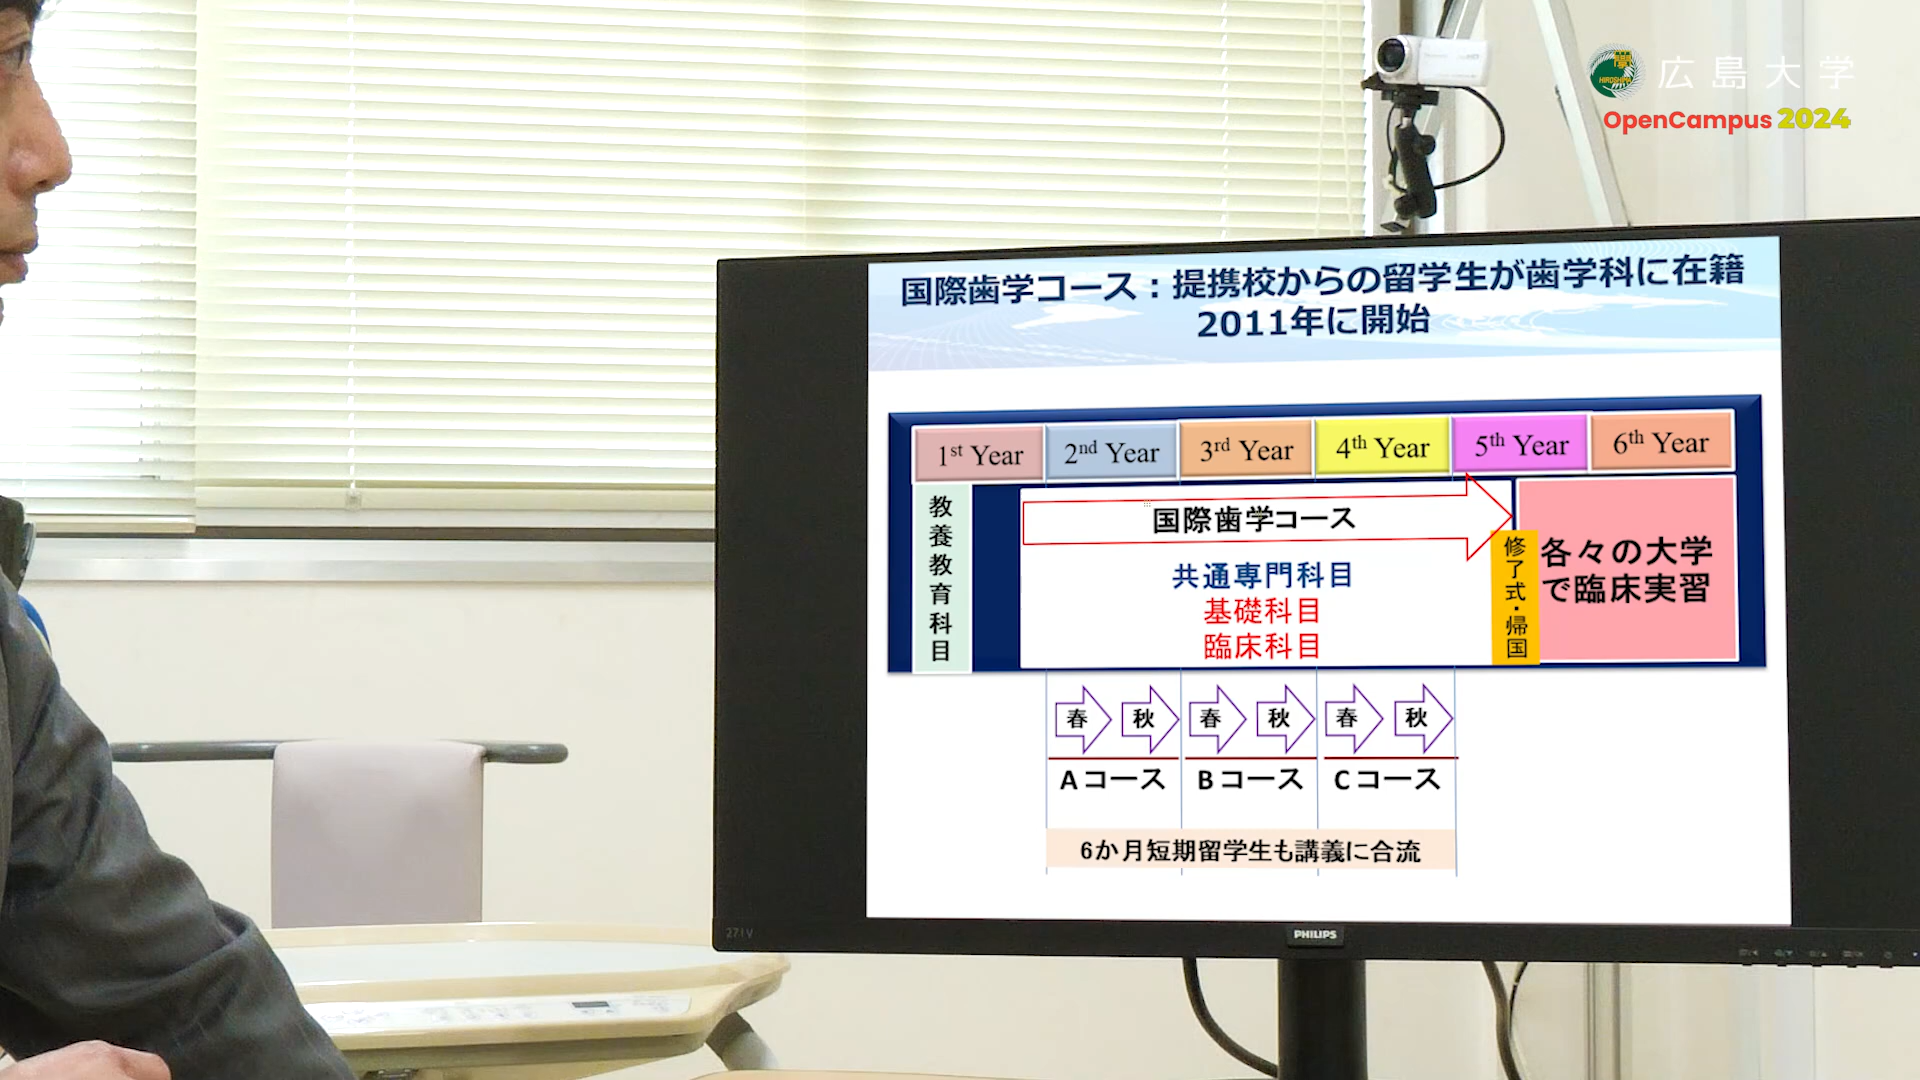 広島大学
OpenCampus 2024
国際歯学コース：提携校からの留学生が歯学科に在籍
2011年に開始
1st Year
2nd Year
3rd Year
4th Year
5th Year
6th Year
教養教育科目
国際歯学コース
共通専門科目
基礎科目
臨床科目
修了式・帰国
各々の大学
で臨床実習
春
秋
春
秋
春
秋
Aコース
Bコース
Cコース
6か月短期留学生も講義に合流
271V
PHILIPS